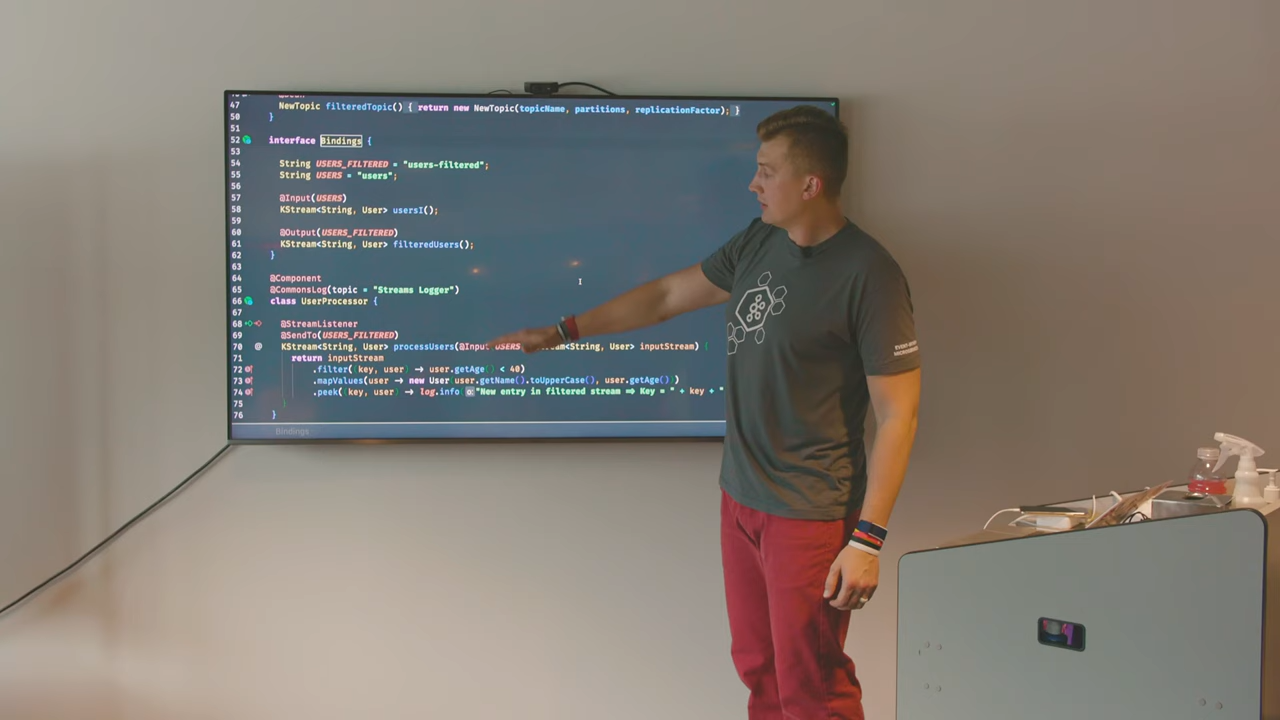 47 NewTopic filteredTopic() { return new NewTopic(topicName, partitions, replicationFactor); }
50 }
51
52 interface Bindings {
53
54 String USERS_FILTERED = "users-filtered";
55 String USERS = "users";
56
57 @Input(USERS)
58 KStream<String, User> usersI();
59
60 @Output(USERS_FILTERED)
61 KStream<String, User> filteredUsers();
62 }
63
64 @Component
65 @CommonsLog(topic = "Streams Logger")
66 class UserProcessor {
67
68 @StreamListener
69 @SendTo(USERS_FILTERED)
70 KStream<String, User> processUsers(@Input USERS <String, User> inputStream) {
71 return inputStream
72 .filter((key, user) → user.getAge() < 40)
73 .mapValues(user → new User(user.getName().toUpperCase(), user.getAge()))
74 .peek((key, user) → log.info( o: "New entry in filtered stream ⇒ Key = " + key + "
75 }
76 }
Bindings